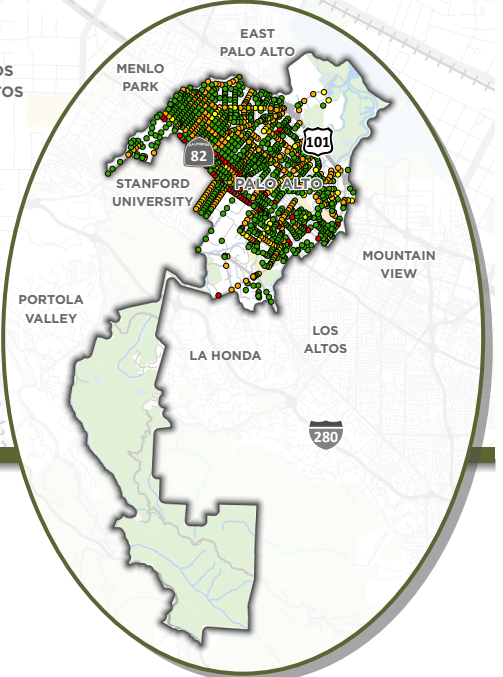 EAST
PALO ALTO
OS
TOS
MENLO
PARK
101
CALIFORNIA
82
STANFORD
UNIVERSITY
PALO ALTO
MOUNTAIN
VIEW
PORTOLA
VALLEY
LOS
ALTOS
LA HONDA
280